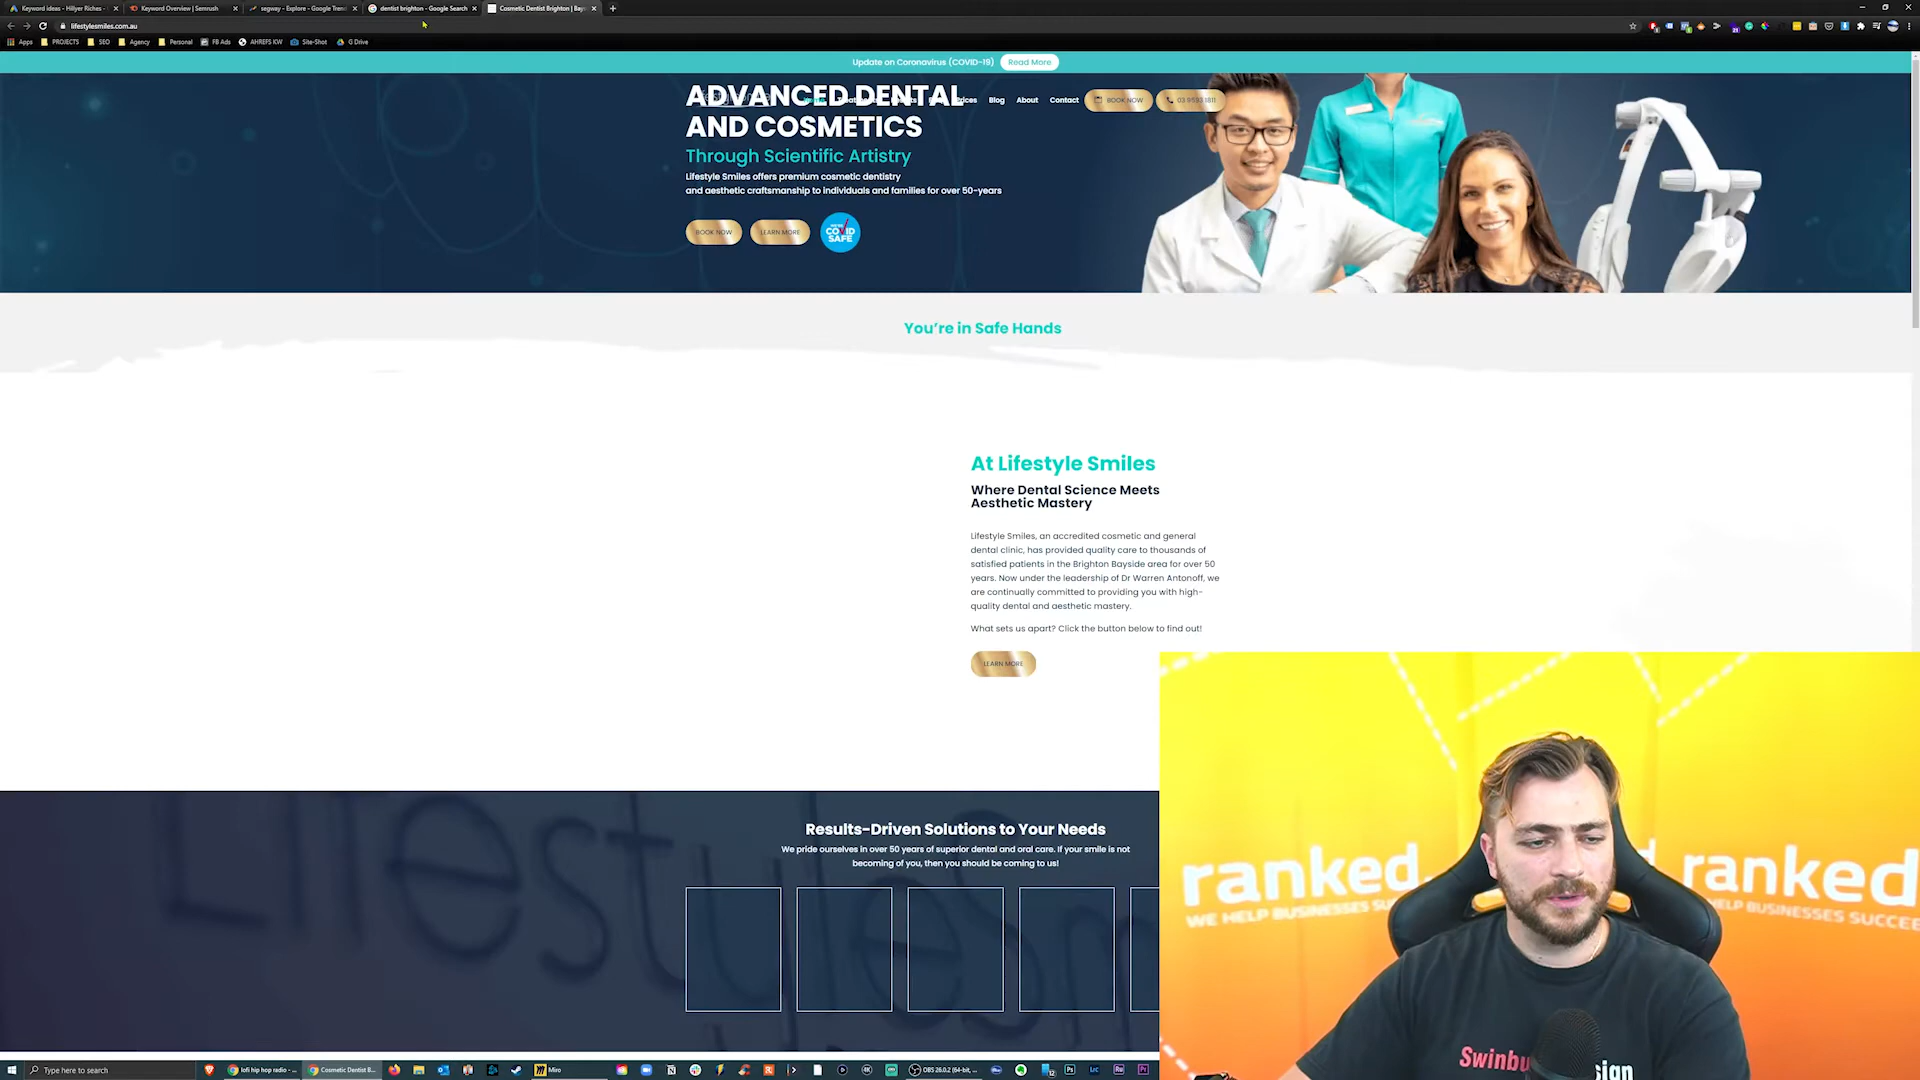 Keyword ideas - Hillyer Riches -
Keyword Overview | Semrush
segway - Explore - Google Trend
dentist brighton - Google Search
Cosmetic Dentist Brighton | Bay
lifestylesmiles.com.au
Apps
PROJECTS
SEO
Agency
Personal
FB Ads
AHREFS KW
Site-Shot
G Drive
Update on Coronavirus (COVID-19)
Read More
ADVANCED DENTAL
AND COSMETICS
Blog
About
Contact
BOOK NOW
03 9593 1811
Through Scientific Artistry
Lifestyle Smiles offers premium cosmetic dentistry
and aesthetic craftsmanship to individuals and families for over 50-years
BOOK NOW
LEARN MORE
COVID
SAFE
You're in Safe Hands
At Lifestyle Smiles
Where Dental Science Meets
Aesthetic Mastery
Lifestyle Smiles, an accredited cosmetic and general
dental clinic, has provided quality care to thousands of
satisfied patients in the Brighton Bayside area for over 50
years. Now under the leadership of Dr Warren Antonoff, we
are continually committed to providing you with high-
quality dental and aesthetic mastery.
What sets us apart? Click the button below to find out!
LEARN MORE
Results-Driven Solutions to Your Needs
We pride ourselves in over 50 years of superior dental and oral care. If your smile is not
becoming of you, then you should be coming to us!
ranked.
WE HELP BUSINESSES SUCCE
ranked
HELP BUSINESSES SUCCEE
Swinbu
sign
Type here to search
lofi hip hop radio - ...
Cosmetic Dentist B...
Miro
OBS 26.0.2 (64-bit, ...